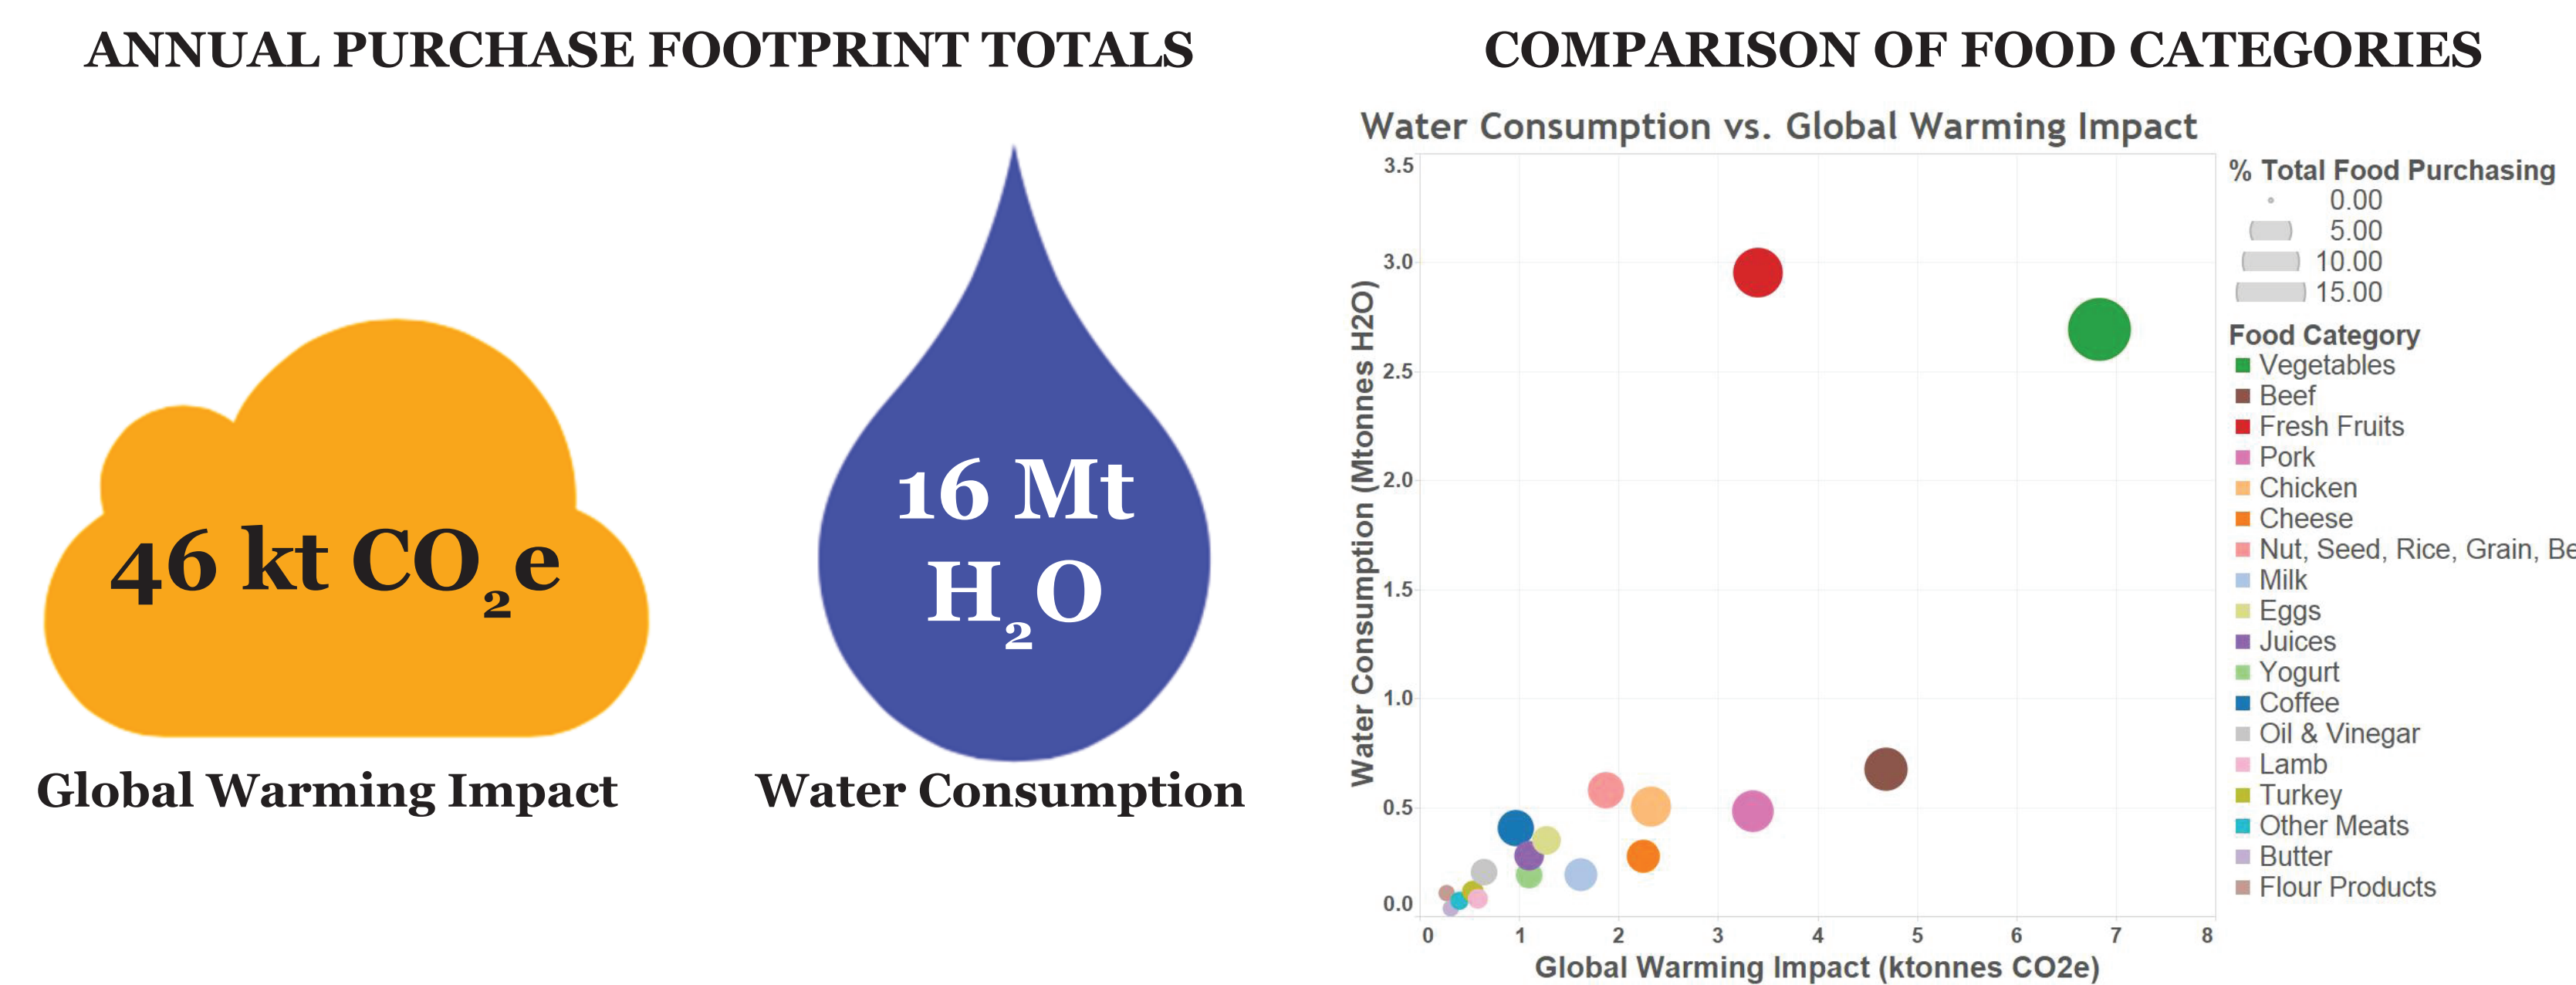 ANNUAL PURCHASE FOOTPRINT TOTALS
46 kt CO₂e
Global Warming Impact
16 Mt
H₂O
Water Consumption
COMPARISON OF FOOD CATEGORIES
Water Consumption vs. Global Warming Impact
Water Consumption (Mtonnes H2O)
3.5
3.0
2.5
2.0
1.5
1.0
0.5
0.0
0 1 2 3 4 5 6 7 8
Global Warming Impact (ktonnes CO2e)
% Total Food Purchasing
0.00
5.00
10.00
15.00
Food Category
Vegetables
Beef
Fresh Fruits
Pork
Chicken
Cheese
Nut, Seed, Rice, Grain, Be
Milk
Eggs
Juices
Yogurt
Coffee
Oil & Vinegar
Lamb
Turkey
Other Meats
Butter
Flour Products